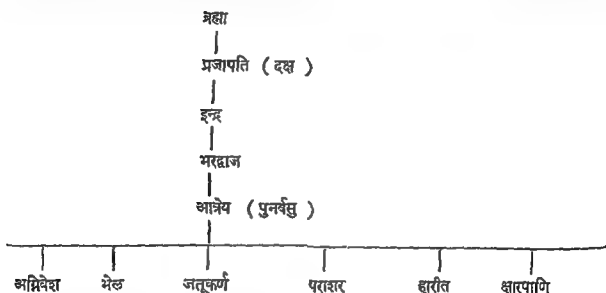 ब्रह्मा
प्रजापति ( दक्ष )
इन्द्र
भरद्वाज
आत्रेय ( पुनर्वसु )
अग्निवेश भेल जतूकर्ण पराशर हारीत क्षारपाणि